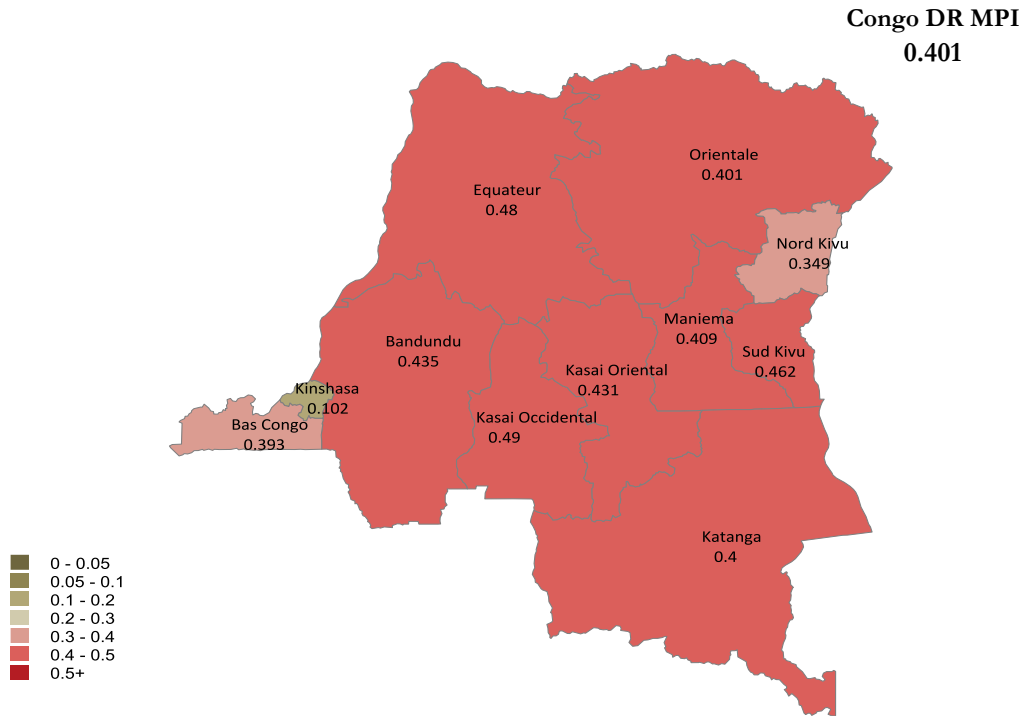 Congo DR MPI
0.401
Orientale
0.401
Equateur
0.48
Nord Kivu
0.349
Maniema
0.409
Bandundu
0.435
Sud Kivu
0.462
Kasai Oriental
0.431
Kinshasa
0.102
Kasai Occidental
0.49
Bas Congo
0.393
Katanga
0.4
0 - 0.05
0.05 - 0.1
0.1 - 0.2
0.2 - 0.3
0.3 - 0.4
0.4 - 0.5
0.5+